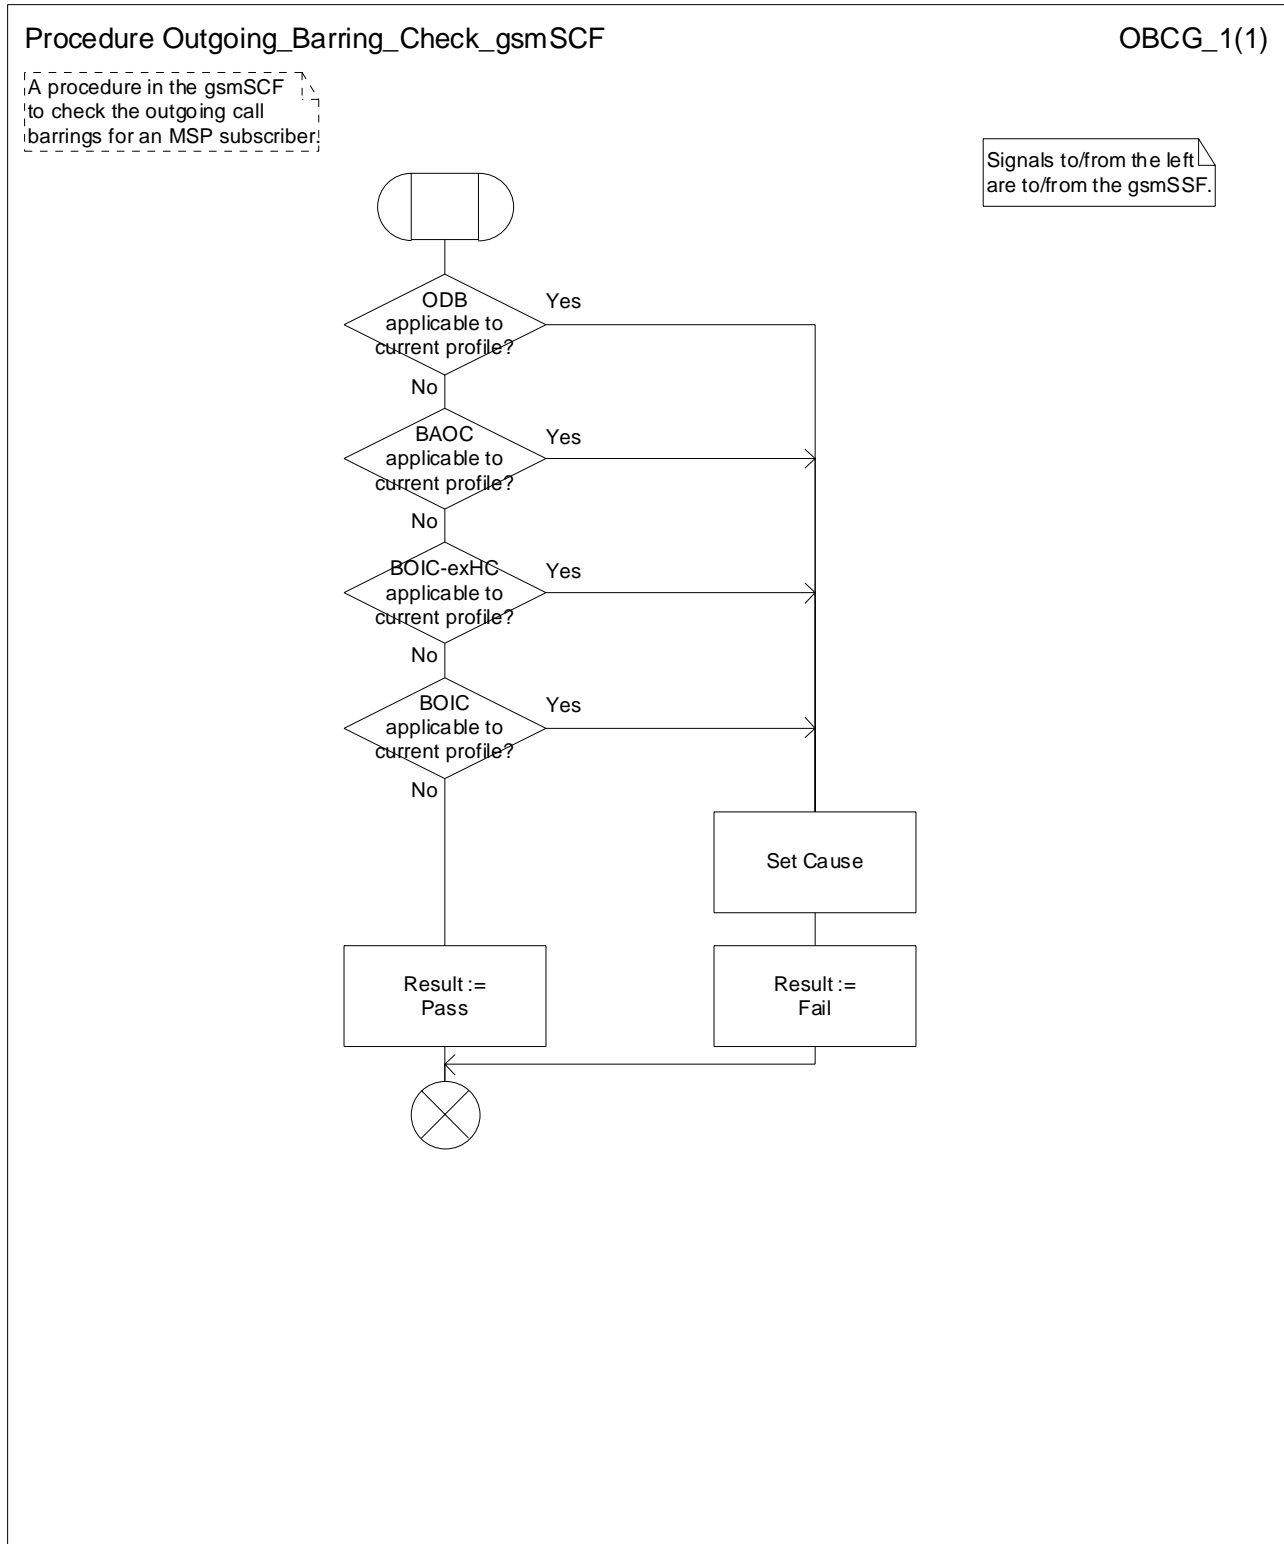 Procedure Outgoing_Barring_Check_gsmSCF
OBCG_1(1)
A procedure in the gsmSCF
to check the outgoing call
barrings for an MSP subscriber.
Signals to/from the left
are to/from the gsmSSF.
ODB
applicable to
current profile?
Yes
No
BAOC
applicable to
current profile?
Yes
No
BOIC-exHC
applicable to
current profile?
Yes
No
BOIC
applicable to
current profile?
Yes
No
Set Cause
Result :=
Pass
Result :=
Fail